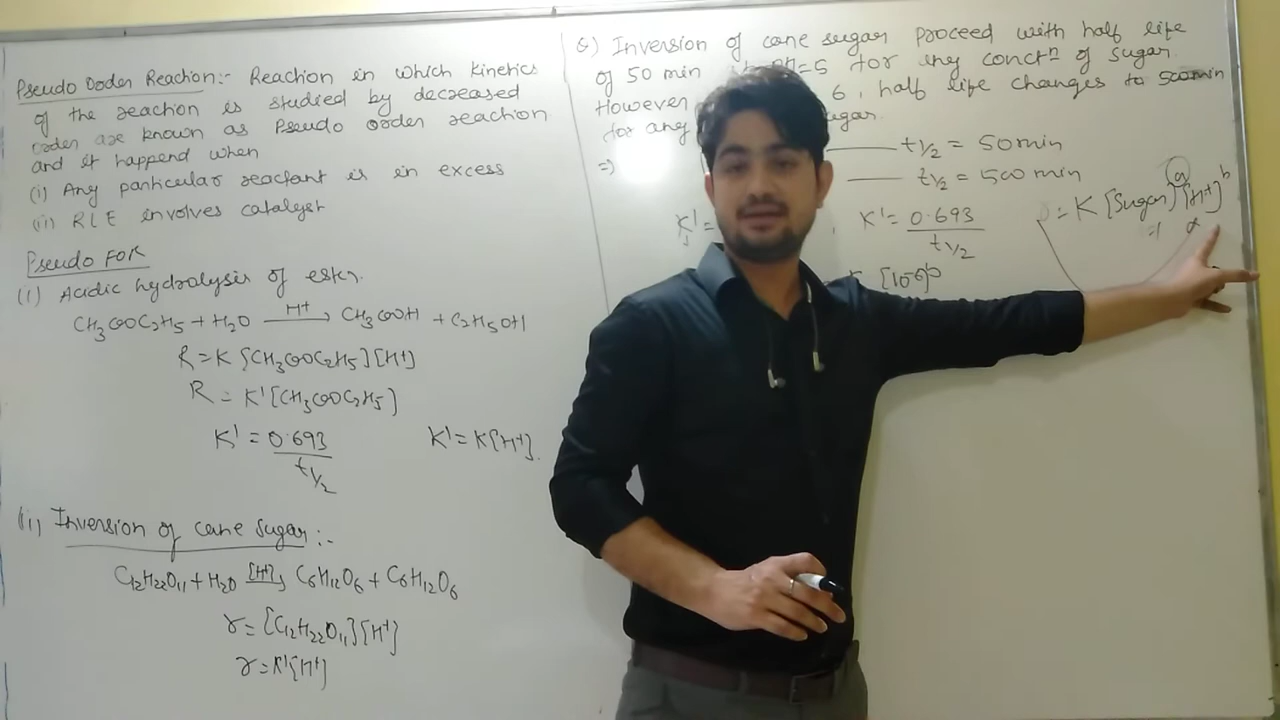 Pseudo Order Reaction:- Reaction in which kinetics
of the reaction is studied by decreased
order are known as Pseudo order reaction
and it happend when
(i) Any particular reactant is in excess
(ii) RLE involves catalyst
Pseudo FOR
(i) Acidic hydrolysis of ester.
CH3COOC2H5 + H2O —H+→ CH3COOH + C2H5OH
R = K [CH3COOC2H5][H+]
R = K'[CH3COOC2H5]
K' = 0.693 / t1/2 K' = K[H+].
(ii) Inversion of cane sugar:-
C12H22O11 + H2O —[H+]→ C6H12O6 + C6H12O6
r = [C12H22O11][H+]
r = K'[H+]
Q) Inversion of cane sugar proceed with half life
of 50 min = 5 for any conctn of sugar.
However 6, half life changes to 500min
for any sugar.
=> t1/2 = 50min
t1/2 = 500 min
K' = , K' = 0.693 / t1/2
= K [Sugar]a [H+]b
=1
[10-6]b